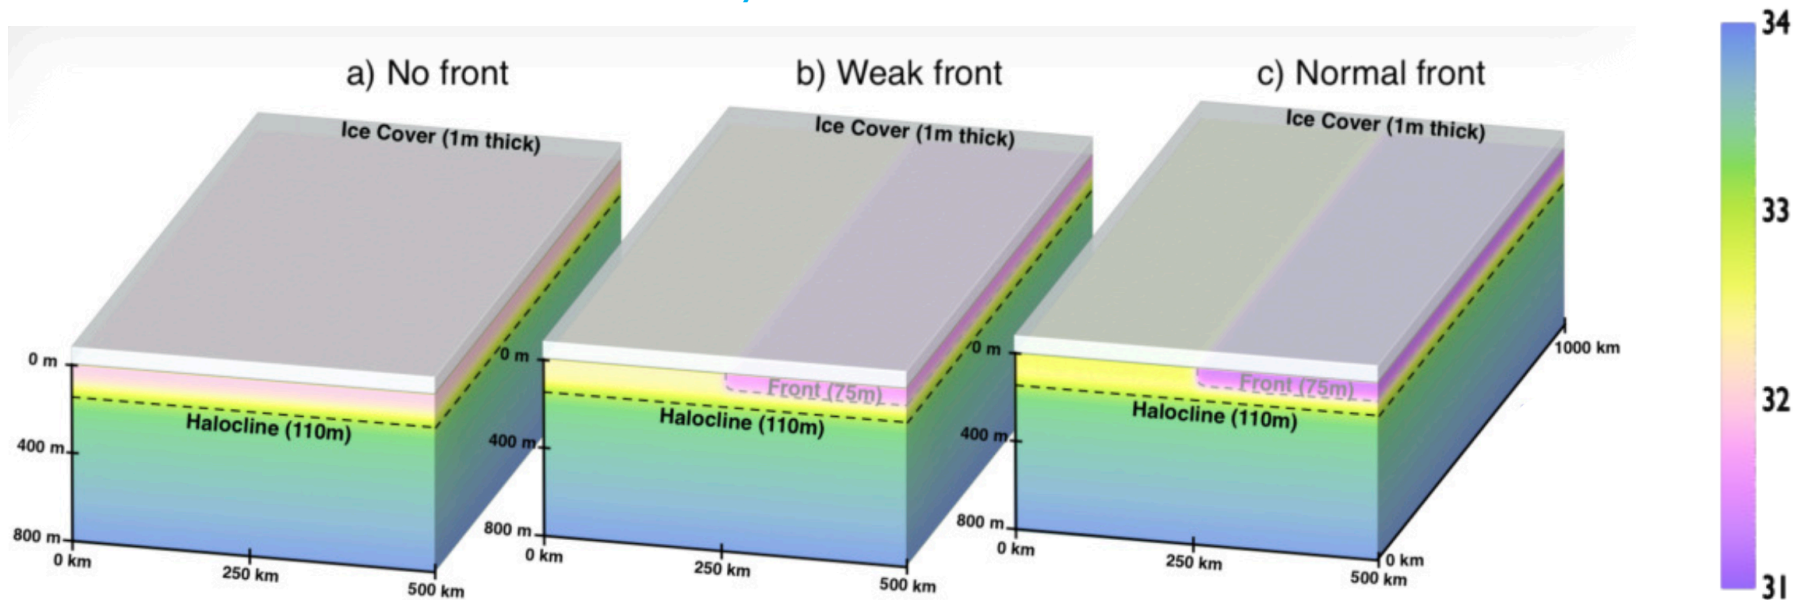 a) No front
b) Weak front
c) Normal front
Ice Cover (1m thick)
Ice Cover (1m thick)
Ice Cover (1m thick)
0 m
Halocline (110m)
400 m
800 m
0 km
250 km
500 km
0 m
Front (75m)
Halocline (110m)
400 m
800 m
0 km
250 km
500 km
0 m
Front (75m)
Halocline (110m)
400 m
800 m
0 km
250 km
500 km
0 km
1000 km
34
33
32
31